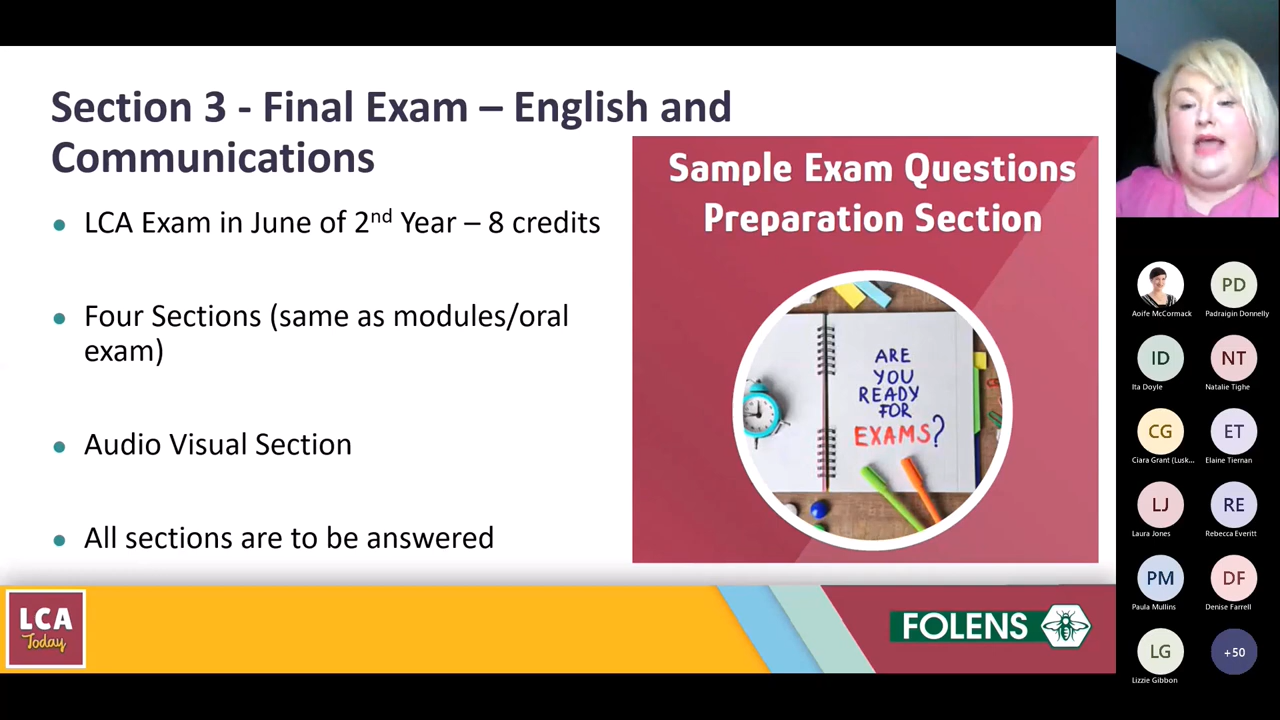 Section 3 - Final Exam – English and
Communications
LCA Exam in June of 2nd Year – 8 credits
Four Sections (same as modules/oral
exam)
Audio Visual Section
All sections are to be answered
Sample Exam Questions
Preparation Section
ARE
YOU
READY
FOR
EXAMS?
LCA
Today
FOLENS
Aoife McCormack
PD
Padraigin Donnelly
ID
Ita Doyle
NT
Natalie Tighe
CG
Ciara Grant (Lusk...
ET
Elaine Tiernan
LJ
Laura Jones
RE
Rebecca Everitt
PM
Paula Mullins
DF
Denise Farrell
LG
Lizzie Gibbon
+50